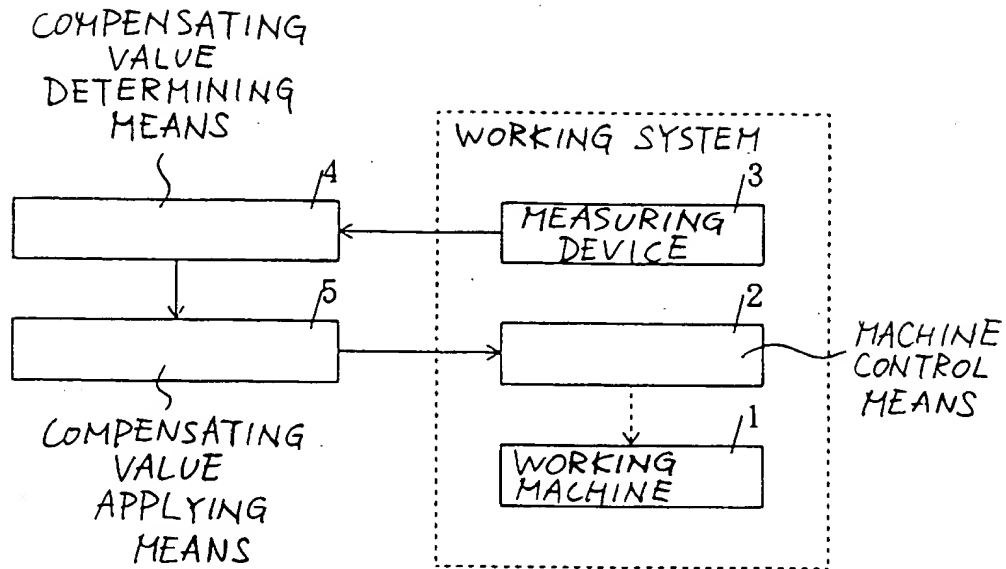 COMPENSATING
VALUE
DETERMINING
MEANS
4
WORKING SYSTEM
3
MEASURING
DEVICE
5
2
MACHINE
CONTROL
MEANS
COMPENSATING
VALUE
APPLYING
MEANS
1
WORKING
MACHINE